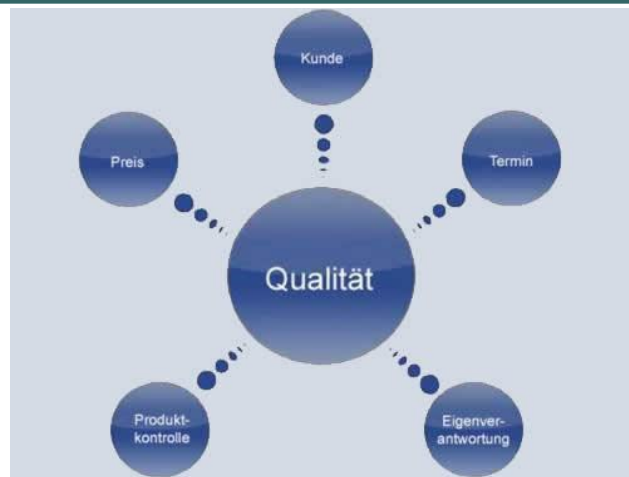 Kunde
Preis
Termin
Qualität
Produkt-
kontrolle
Eigenver-
antwortung